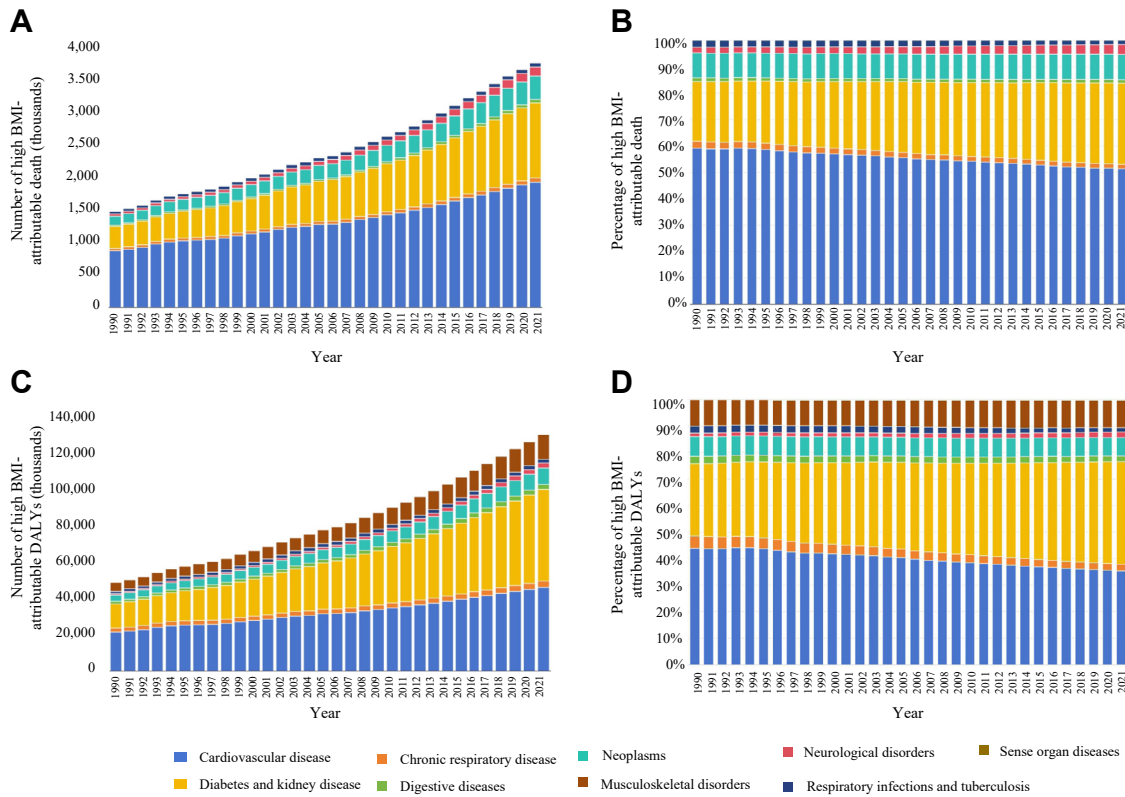 A
Number of high BMI-
attributable death (thousands)
4,000
3,500
3,000
2,500
2,000
1,500
1,000
500
0
1990 1991 1992 1993 1994 1995 1996 1997 1998 1999 2000 2001 2002 2003 2004 2005 2006 2007 2008 2009 2010 2011 2012 2013 2014 2015 2016 2017 2018 2019 2020 2021
Year
B
Percentage of high BMI-
attributable death
100%
90%
80%
70%
60%
50%
40%
30%
20%
10%
0%
1990 1991 1992 1993 1994 1995 1996 1997 1998 1999 2000 2001 2002 2003 2004 2005 2006 2007 2008 2009 2010 2011 2012 2013 2014 2015 2016 2017 2018 2019 2020 2021
Year
C
Number of high BMI-
attributable DALYs (thousands)
140,000
120,000
100,000
80,000
60,000
40,000
20,000
0
1990 1991 1992 1993 1994 1995 1996 1997 1998 1999 2000 2001 2002 2003 2004 2005 2006 2007 2008 2009 2010 2011 2012 2013 2014 2015 2016 2017 2018 2019 2020 2021
Year
D
Percentage of high BMI-
attributable DALYs
100%
90%
80%
70%
60%
50%
40%
30%
20%
10%
0%
1990 1991 1992 1993 1994 1995 1996 1997 1998 1999 2000 2001 2002 2003 2004 2005 2006 2007 2008 2009 2010 2011 2012 2013 2014 2015 2016 2017 2018 2019 2020 2021
Year
Cardiovascular disease
Chronic respiratory disease
Neoplasms
Neurological disorders
Sense organ diseases
Diabetes and kidney disease
Digestive diseases
Musculoskeletal disorders
Respiratory infections and tuberculosis